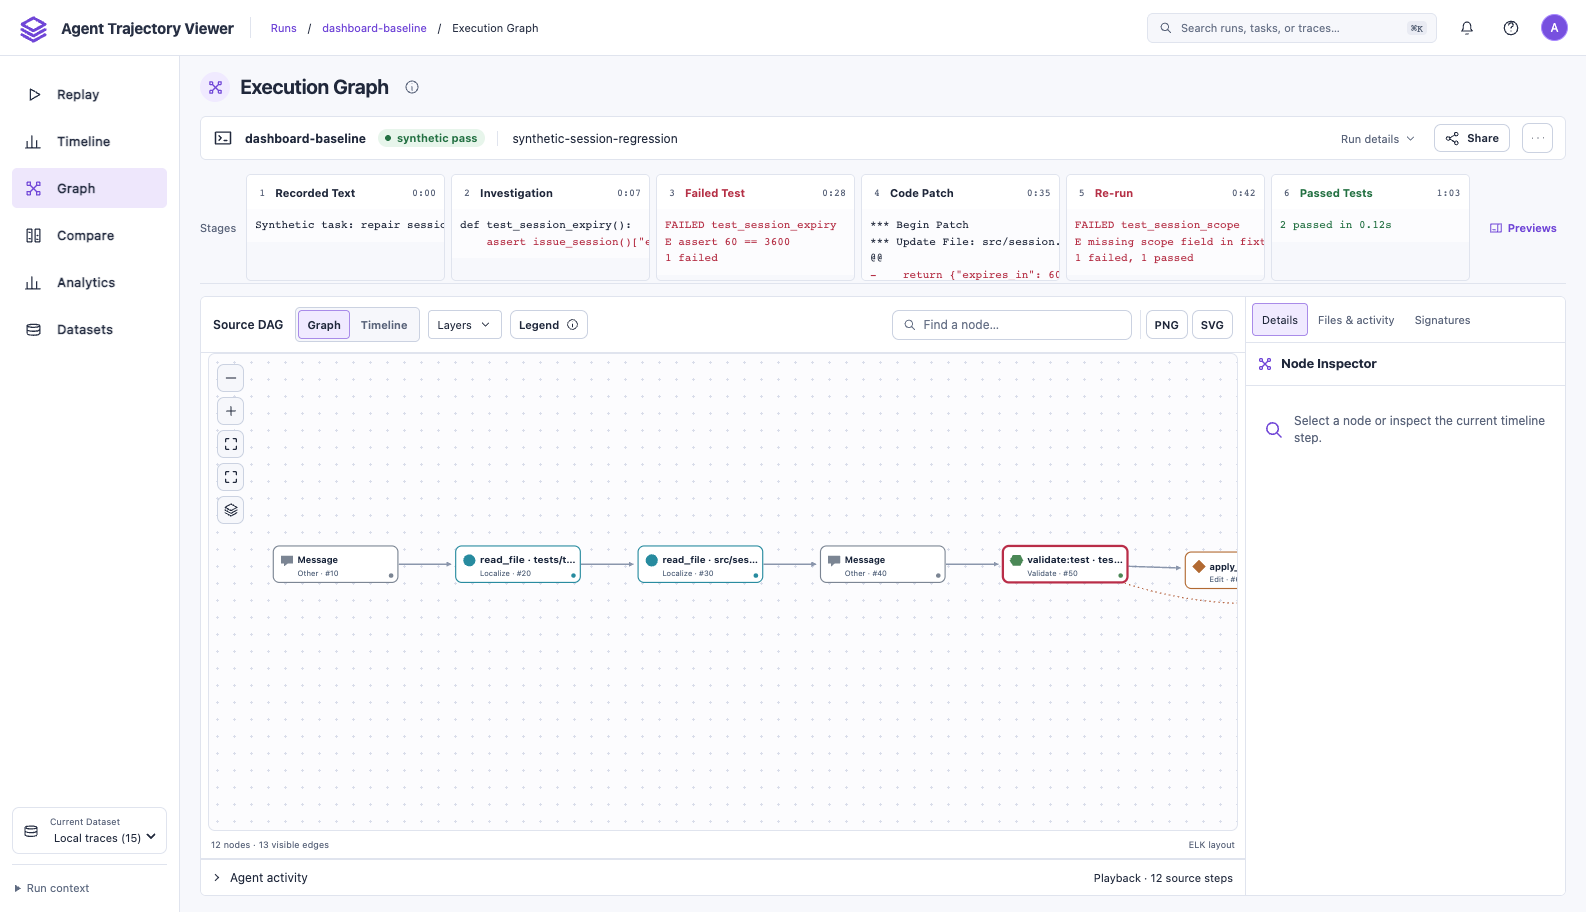 Agent Trajectory Viewer
Runs / dashboard-baseline / Execution Graph
Search runs, tasks, or traces...
⌘K
A
Replay
Timeline
Graph
Compare
Analytics
Datasets
Current Dataset
Local traces (15)
Run context
Execution Graph
dashboard-baseline
synthetic pass
synthetic-session-regression
Run details
Share
...
Stages
1 Recorded Text 0:00
Synthetic task: repair sessio
2 Investigation 0:07
def test_session_expiry():
assert issue_session()["e
3 Failed Test 0:28
FAILED test_session_expiry
E assert 60 == 3600
1 failed
4 Code Patch 0:35
*** Begin Patch
*** Update File: src/session.
@@
- return {"expires_in": 60
5 Re-run 0:42
FAILED test_session_scope
E missing scope field in fixt
1 failed, 1 passed
6 Passed Tests 1:03
2 passed in 0.12s
Previews
Source DAG
Graph
Timeline
Layers
Legend
Find a node...
PNG
SVG
Message
Other · #10
read_file · tests/t...
Localize · #20
read_file · src/ses...
Localize · #30
Message
Other · #40
validate:test · tes...
Validate · #50
apply_
Edit · #
12 nodes · 13 visible edges
ELK layout
Agent activity
Playback · 12 source steps
Details
Files & activity
Signatures
Node Inspector
Select a node or inspect the current timeline
step.